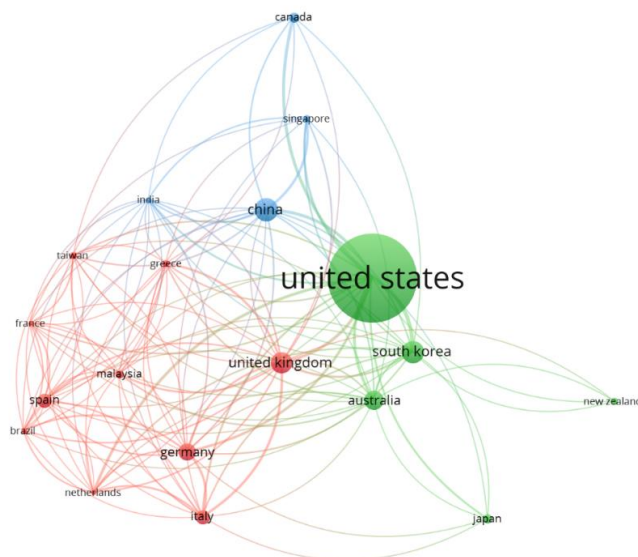 canada
singapore
india
china
taiwan
greece
united states
france
south korea
united kingdom
malaysia
spain
australia
new zealand
brazil
germany
netherlands
italy
japan